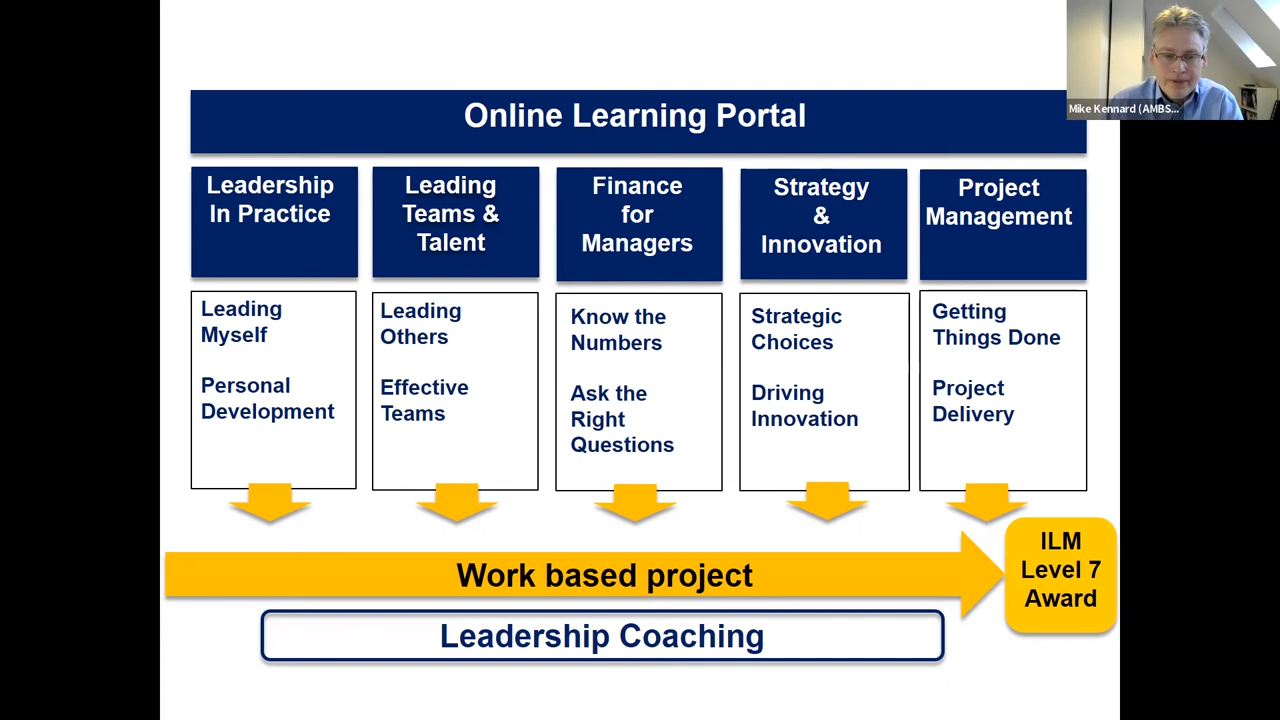 Online Learning Portal
Mike Kennard (AMBS...
Leadership
In Practice
Leading
Teams &
Talent
Finance
for
Managers
Strategy
&
Innovation
Project
Management
Leading
Myself
Personal
Development
Leading
Others
Effective
Teams
Know the
Numbers
Ask the
Right
Questions
Strategic
Choices
Driving
Innovation
Getting
Things Done
Project
Delivery
Work based project
ILM
Level 7
Award
Leadership Coaching